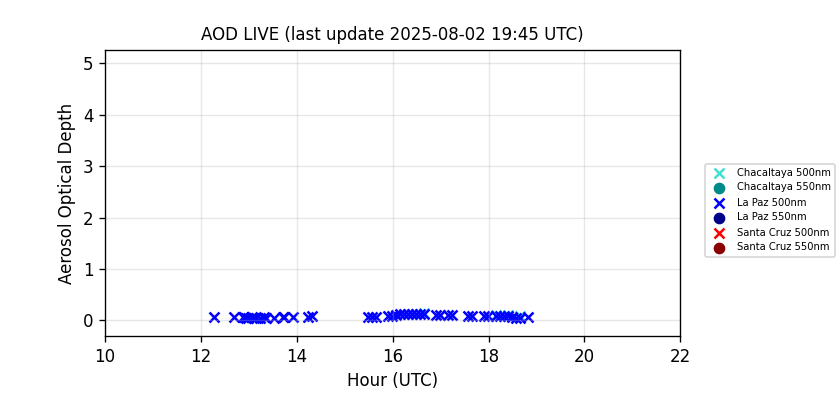 AOD LIVE (last update 2025-08-02 19:45 UTC)
5
4
3
2
1
0
Aerosol Optical Depth
10 12 14 16 18 20 22
Hour (UTC)
Chacaltaya 500nm
Chacaltaya 550nm
La Paz 500nm
La Paz 550nm
Santa Cruz 500nm
Santa Cruz 550nm